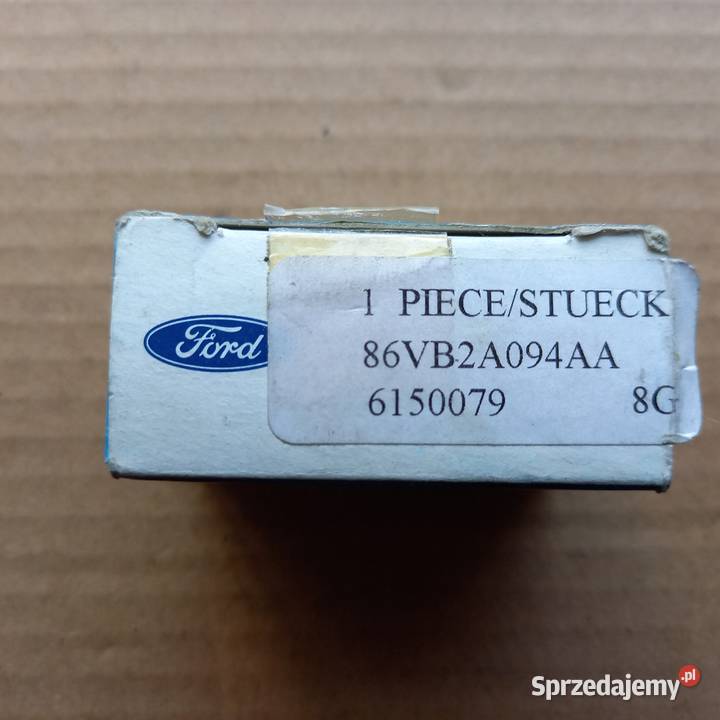 1 PIECE/STUECK
Ford
86VB2A094AA
6150079 8G
Sprzedajemy.pl